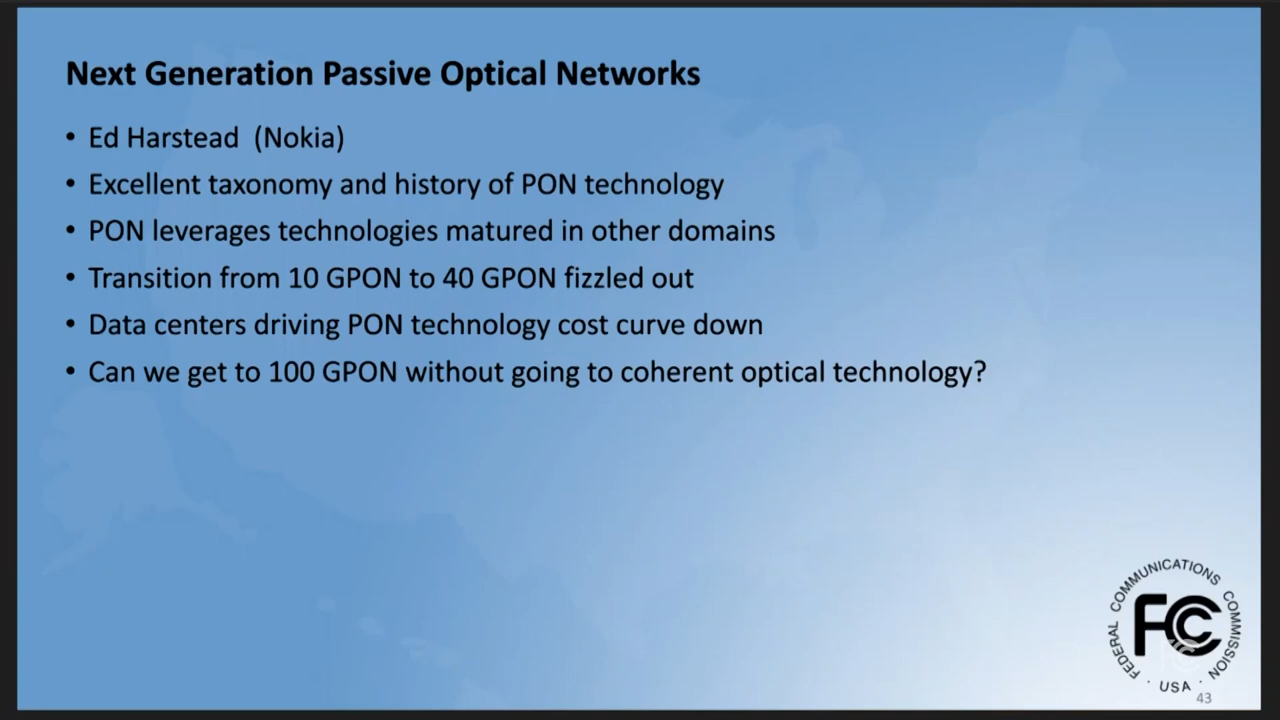 Next Generation Passive Optical Networks
• Ed Harstead  (Nokia)
• Excellent taxonomy and history of PON technology
• PON leverages technologies matured in other domains
• Transition from 10 GPON to 40 GPON fizzled out
• Data centers driving PON technology cost curve down
• Can we get to 100 GPON without going to coherent optical technology?
FEDERAL COMMUNICATIONS COMMISSION · USA ·
FCC
43